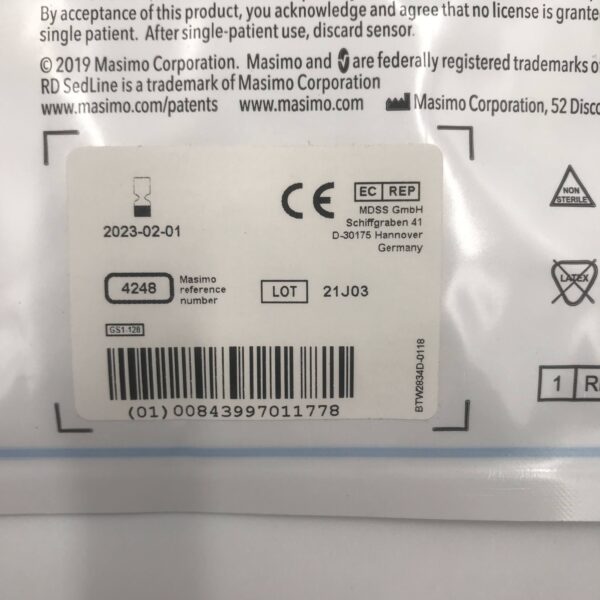 By acceptance of this product, you acknowledge and agree that no license is grante
single patient. After single-patient use, discard sensor.
© 2019 Masimo Corporation. Masimo and are federally registered trademarks o
RD SedLine is a trademark of Masimo Corporation
www.masimo.com/patents www.masimo.com Masimo Corporation, 52 Disco
2023-02-01
CE
EC REP
MDSS GmbH
Schiffgraben 41
D-30175 Hannover
Germany
4248 Masimo reference number
LOT 21J03
GS1-128
(01)00843997011778
BTW2834D-0118
NON
STERILE
LATEX
1 R